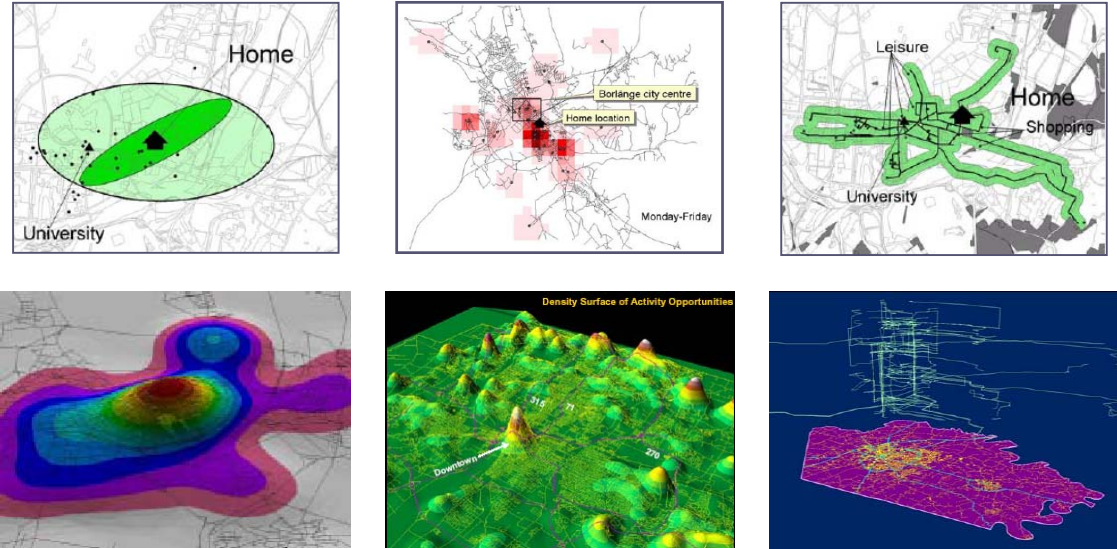 Home
University
Borlänge city centre
Home location
Monday-Friday
Leisure
Home
Shopping
University
Density Surface of Activity Opportunities
315
71
270
Downtown